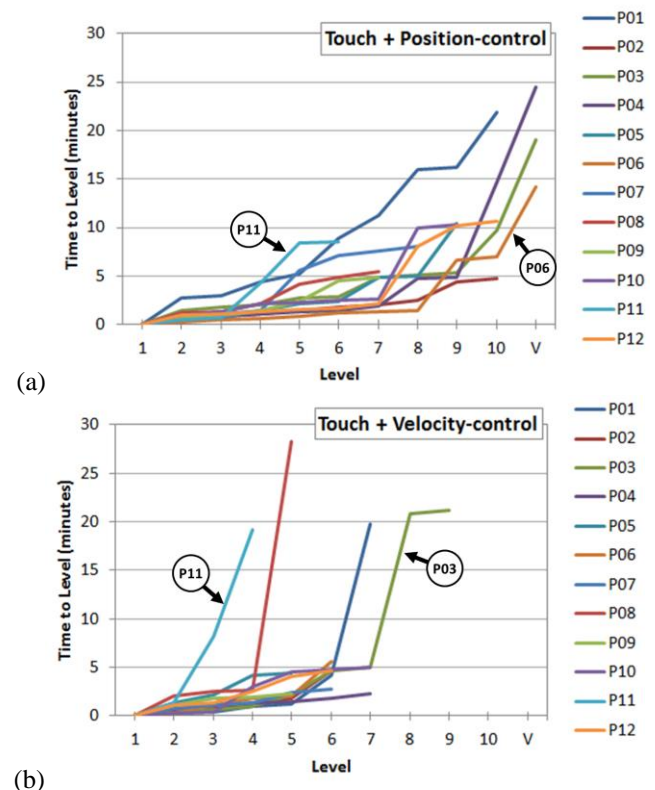 Touch + Position-control
30
25
20
15
10
5
0
Time to Level (minutes)
P11
P06
1 2 3 4 5 6 7 8 9 10 V
Level
P01
P02
P03
P04
P05
P06
P07
P08
P09
P10
P11
P12
(a)
Touch + Velocity-control
30
25
20
15
10
5
0
Time to Level (minutes)
P11
P03
1 2 3 4 5 6 7 8 9 10 V
Level
P01
P02
P03
P04
P05
P06
P07
P08
P09
P10
P11
P12
(b)